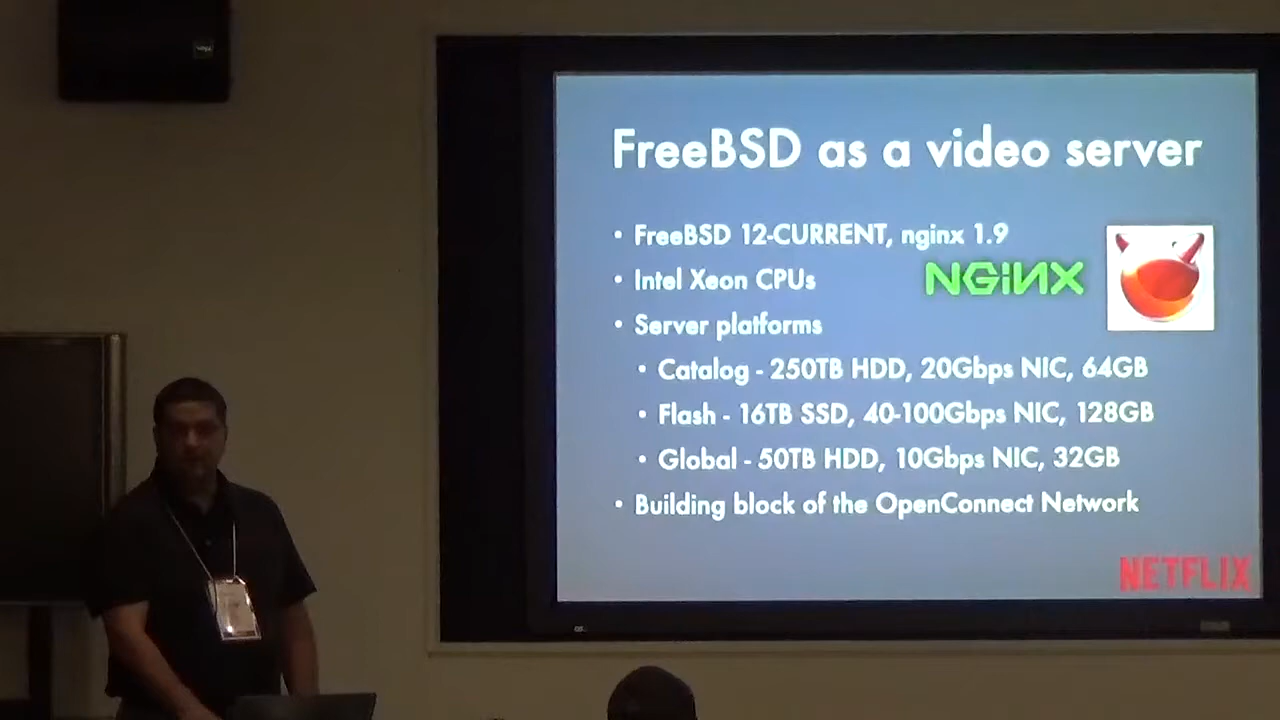 FreeBSD as a video server
• FreeBSD 12-CURRENT, nginx 1.9
NGiNX
• Intel Xeon CPUs
• Server platforms
• Catalog - 250TB HDD, 20Gbps NIC, 64GB
• Flash - 16TB SSD, 40-100Gbps NIC, 128GB
• Global - 50TB HDD, 10Gbps NIC, 32GB
• Building block of the OpenConnect Network
NETFLIX